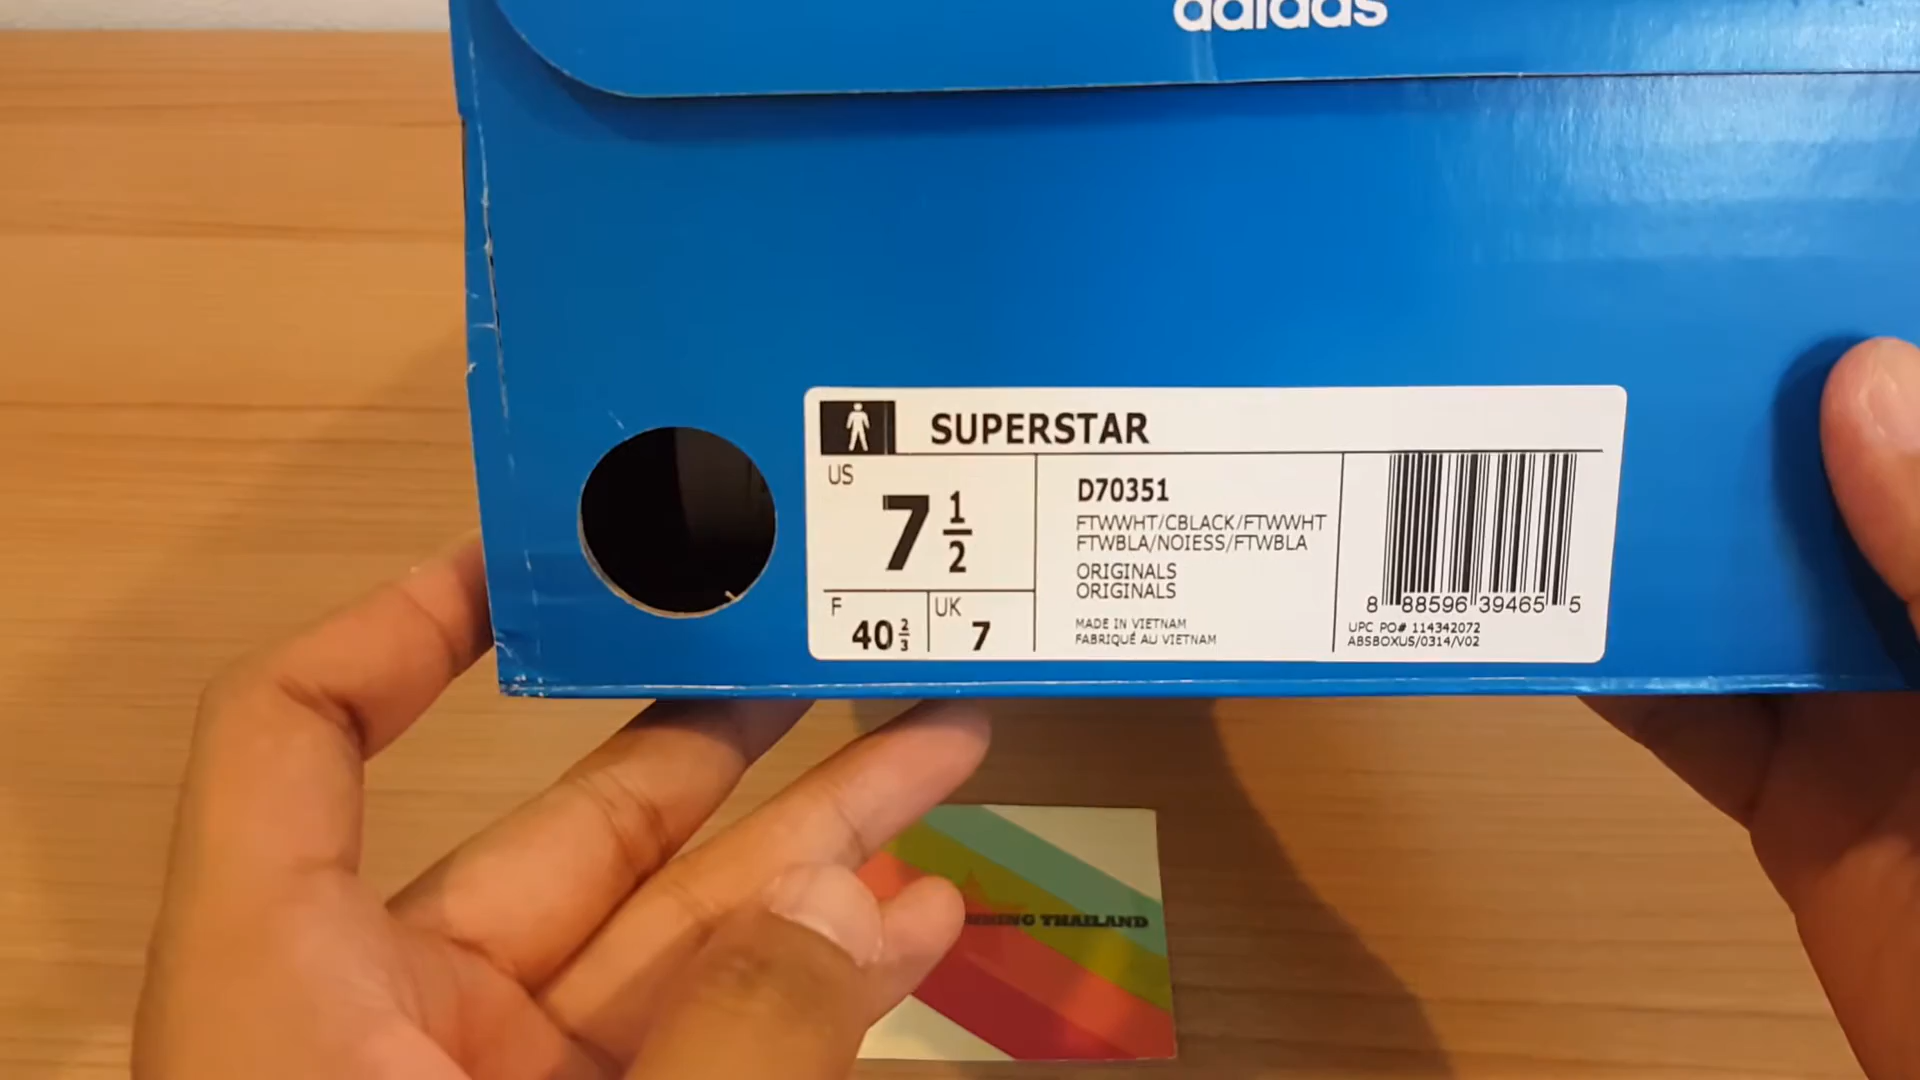 adidas
SUPERSTAR
US
7 1/2
F
40 2/3
UK
7
D70351
FTWWHT/CBLACK/FTWWHT
FTWBLA/NOIESS/FTWBLA
ORIGINALS
ORIGINALS
MADE IN VIETNAM
FABRIQUÉ AU VIETNAM
8 88596 39465 5
UPC PO# 114342072
ABSBOXUS/0314/V02
THAILAND